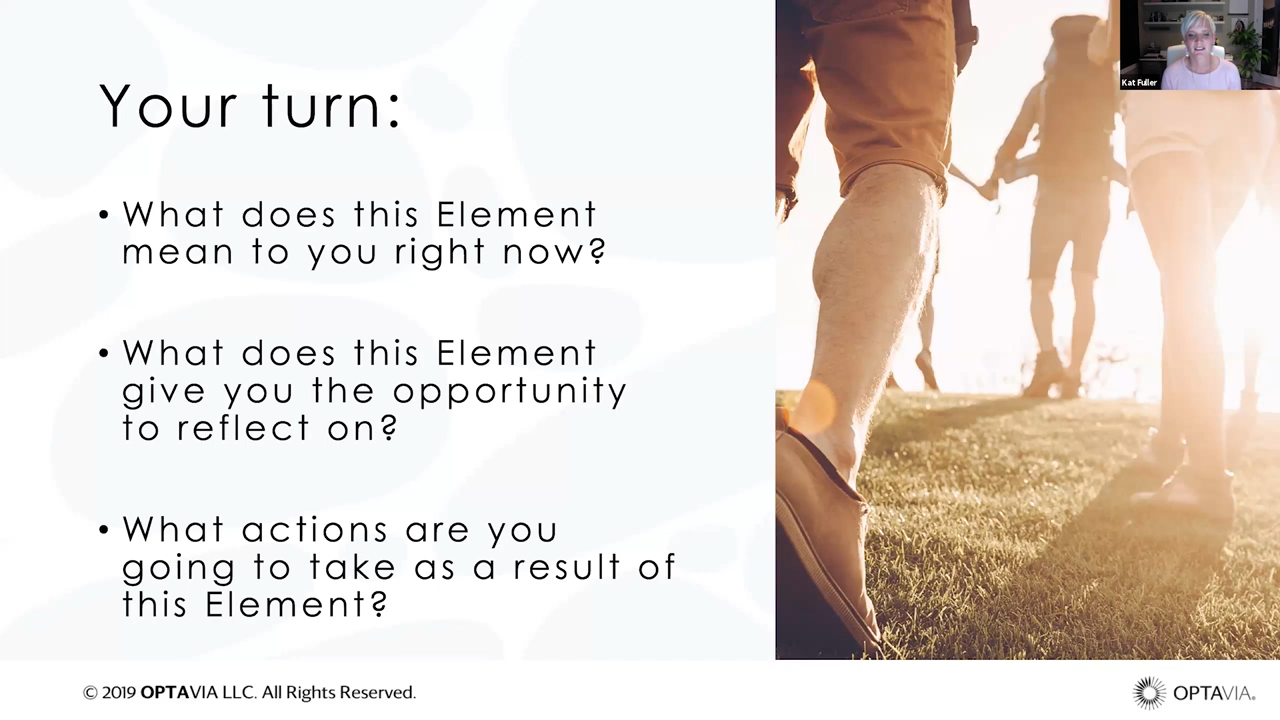 Kat Fuller
Your turn:
• What does this Element
mean to you right now?
• What does this Element
give you the opportunity
to reflect on?
• What actions are you
going to take as a result of
this Element?
© 2019 OPTAVIA LLC. All Rights Reserved.
OPTAVIA®